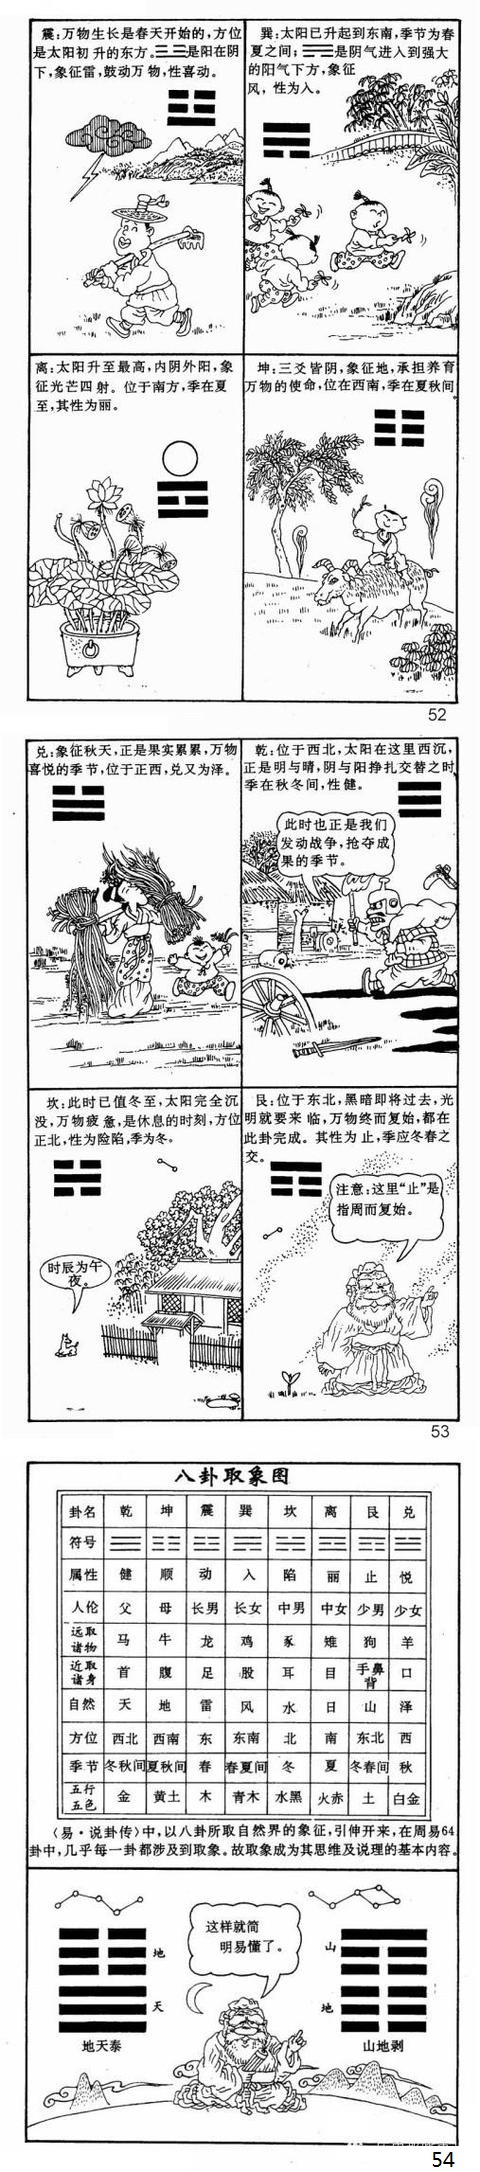 震:万物生长是春天开始的,方位
是太阳初升的东方。☳是阳在阴
下,象征雷,鼓动万物,性喜动。
巽:太阳已升起到东南,季节为春
夏之间;☴是阴气进入到强大
的阳气下方,象征
风,性为入。
离:太阳升至最高,内阴外阳,象
征光芒四射。位于南方,季在夏
至,其性为丽。
坤:三爻皆阴,象征地,承担养育
万物的使命,位在西南,季在夏秋间。
52
兑:象征秋天,正是果实累累,万物
喜悦的季节,位于正西,兑又为泽。
乾:位于西北,太阳在这里西沉,
正是明与晴,阴与阳挣扎交替之时,
季在秋冬间,性健。
此时也正是我们
发动战争,抢夺成
果的季节。
坎:此时已值冬至,太阳完全沉
没,万物疲惫,是休息的时刻,方位
正北,性为险陷,季为冬。
时辰为午
夜。
艮:位于东北,黑暗即将过去,光
明就要来临,万物终而复始,都在
此卦完成。其性为止,季应冬春之
交。
注意:这里“止”是
指周而复始。
53
八卦取象图
卦名 乾 坤 震 巽 坎 离 艮 兑
符号 ☰ ☷ ☳ ☴ ☵ ☲ ☶ ☱
属性 健 顺 动 入 陷 丽 止 悦
人伦 父 母 长男 长女 中男 中女 少男 少女
远取诸物 马 牛 龙 鸡 豕 雉 狗 羊
近取诸身 首 腹 足 股 耳 目 手鼻背 口
自然 天 地 雷 风 水 日 山 泽
方位 西北 西南 东 东南 北 南 东北 西
季节 冬秋间 夏秋间 春 春夏间 冬 夏 冬春间 秋
五行五色 金 黄土 木 青木 水黑 火赤 土 白金
《易·说卦传》中,以八卦所取自然界的象征,引伸开来,在周易64
卦中,几乎每一卦都涉及到取象。故取象成为其思维及说理的基本内容。
这样就简
明易懂了。
地
天
地天泰
山
地
山地剥
54